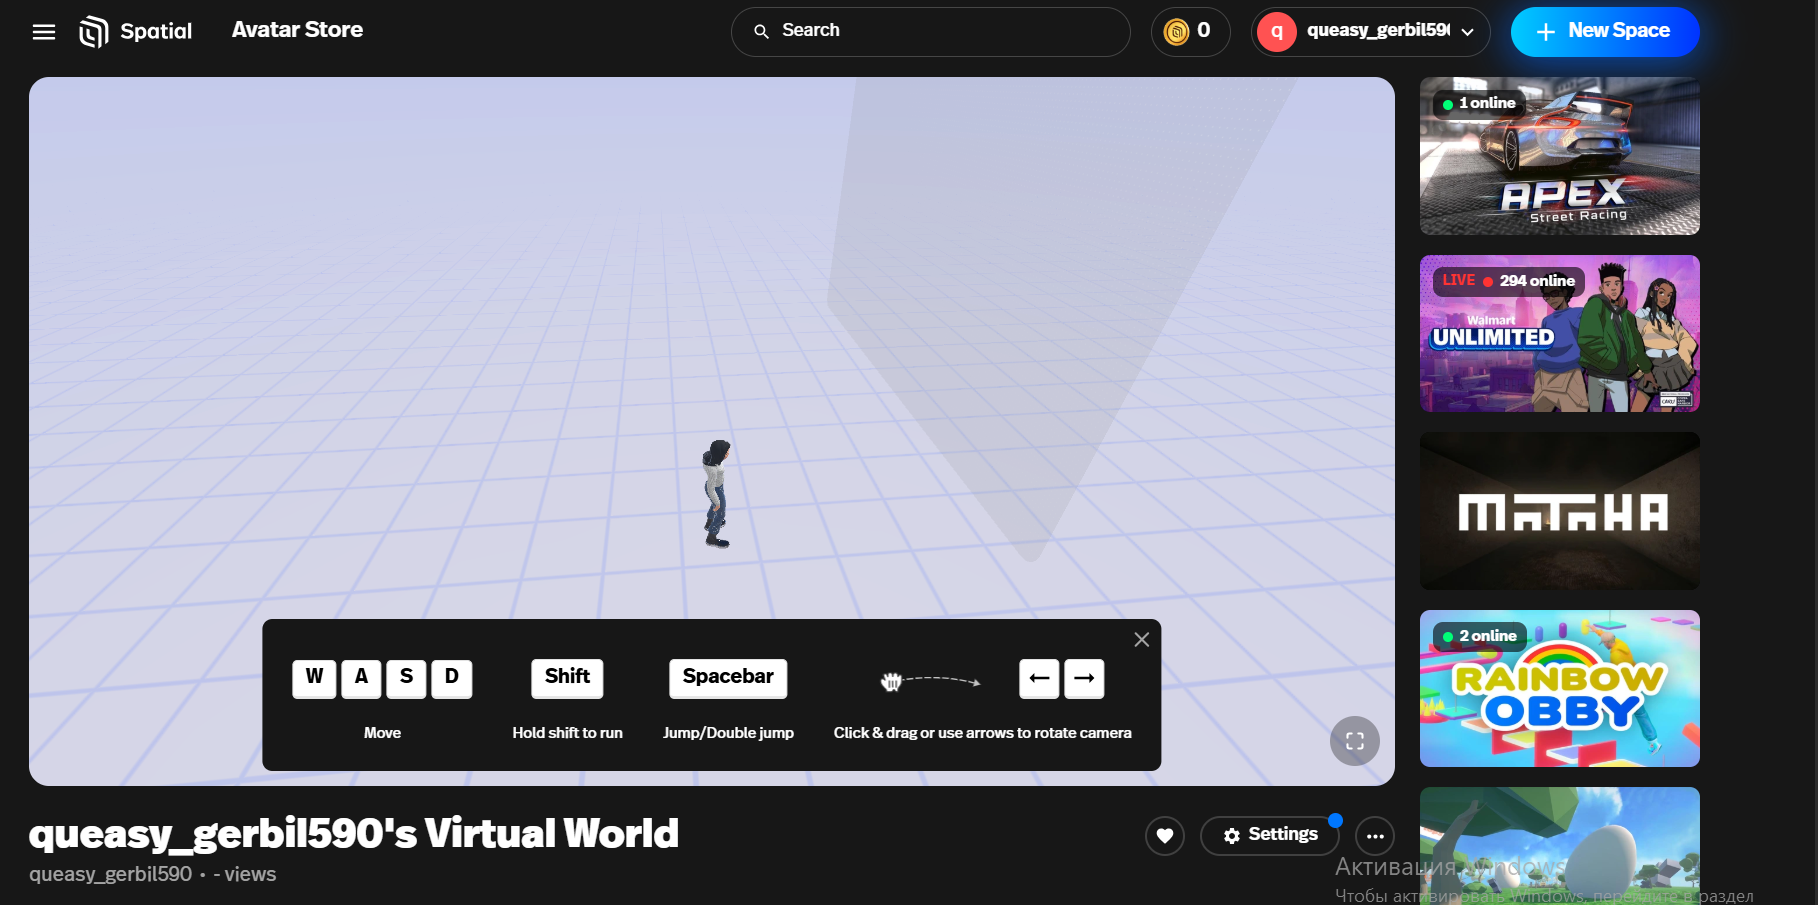 Spatial
Avatar Store
Search
0
q
queasy_gerbil59
New Space
1 online
APEX
Street Racing
LIVE 294 online
Walmart
UNLIMITED
MATCHA
2 online
RAINBOW
OBBY
W A S D
Shift
Spacebar
← →
Move
Hold shift to run
Jump/Double jump
Click & drag or use arrows to rotate camera
queasy_gerbil590's Virtual World
queasy_gerbil590 • - views
Settings
Активация Windows
Чтобы активировать Windows, перейдите в раздел